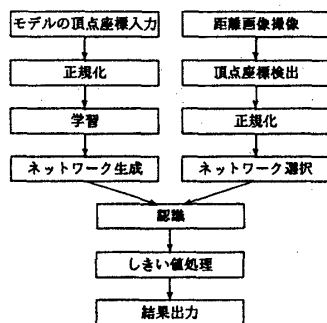 モデルの頂点座標入力
正規化
学習
ネットワーク生成
距離画像撮像
頂点座標検出
正規化
ネットワーク選択
認識
しきい値処理
結果出力